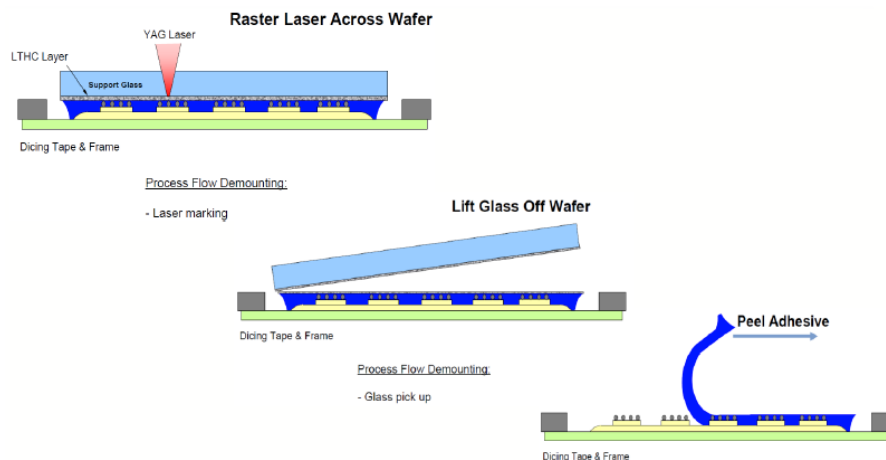 Raster Laser Across Wafer
YAG Laser
LTHC Layer
Support Glass
Dicing Tape & Frame
Process Flow Demounting:
- Laser marking
Lift Glass Off Wafer
Dicing Tape & Frame
Process Flow Demounting:
- Glass pick up
Peel Adhesive
Dicing Tape & Frame